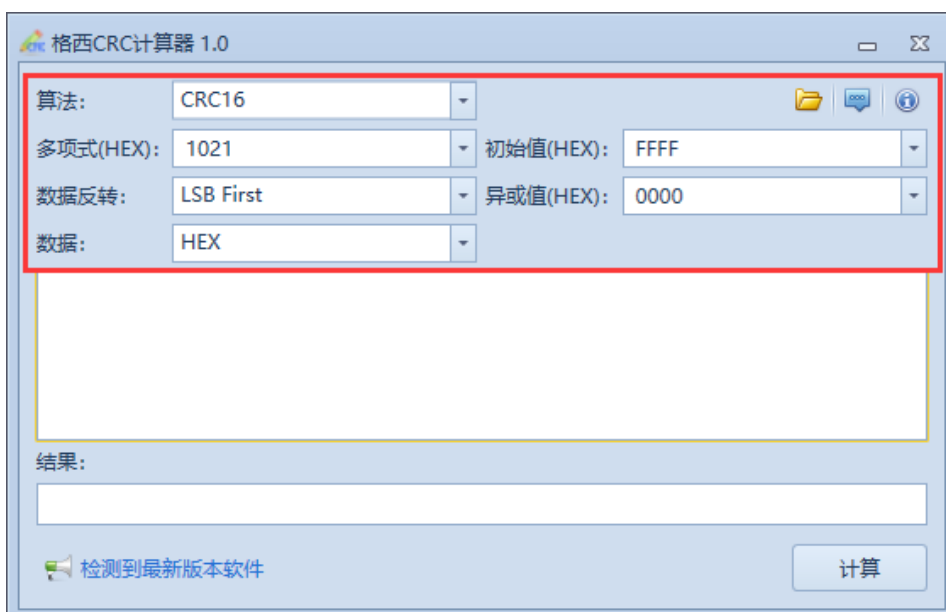 格西CRC计算器 1.0
算法: CRC16
多项式(HEX): 1021 初始值(HEX): FFFF
数据反转: LSB First 异或值(HEX): 0000
数据: HEX
结果:
检测到最新版本软件 计算